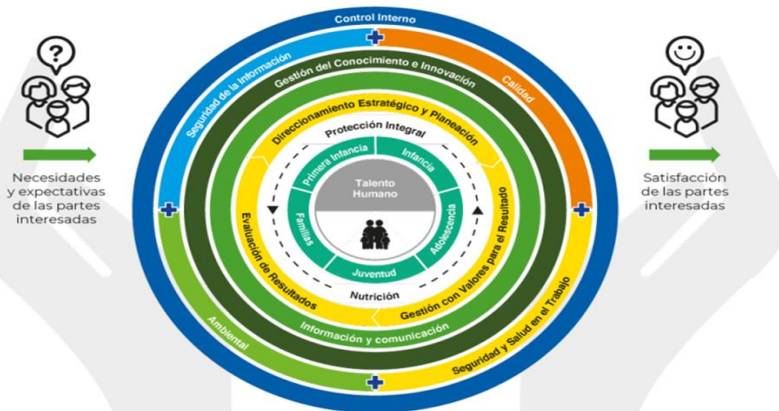 Control Interno
Seguridad de la Información
Calidad
Gestión del Conocimiento e Innovación
Direccionamiento Estratégico y Planeación
Protección Integral
Primera Infancia
Infancia
?
Necesidades
y expectativas
de las partes
interesadas
Talento
Humano
Satisfacción
de las partes
interesadas
Familias
Adolescencia
Juventud
Evaluación de Resultados
Gestión con Valores para el Resultado
Nutrición
Información y comunicación
Ambiental
Seguridad y Salud en el Trabajo